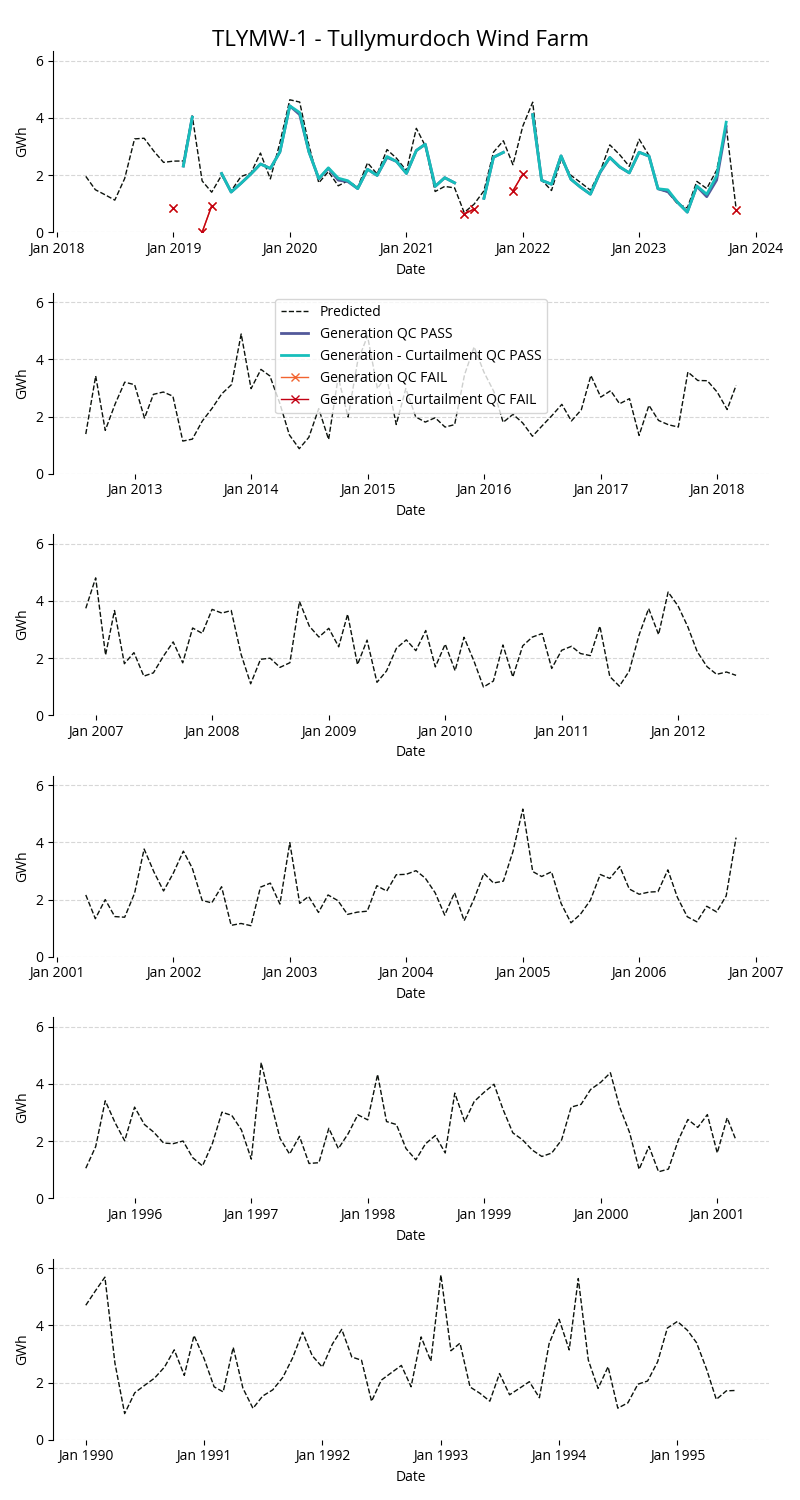 TLYMW-1 - Tullymurdoch Wind Farm
6
4
2
0
GWh
Jan 2018
Jan 2019
Jan 2020
Jan 2021
Jan 2022
Jan 2023
Jan 2024
Date
6
4
2
0
GWh
Predicted
Generation QC PASS
Generation - Curtailment QC PASS
Generation QC FAIL
Generation - Curtailment QC FAIL
Jan 2013
Jan 2014
Jan 2015
Jan 2016
Jan 2017
Jan 2018
Date
6
4
2
0
GWh
Jan 2007
Jan 2008
Jan 2009
Jan 2010
Jan 2011
Jan 2012
Date
6
4
2
0
GWh
Jan 2001
Jan 2002
Jan 2003
Jan 2004
Jan 2005
Jan 2006
Jan 2007
Date
6
4
2
0
GWh
Jan 1996
Jan 1997
Jan 1998
Jan 1999
Jan 2000
Jan 2001
Date
6
4
2
0
GWh
Jan 1990
Jan 1991
Jan 1992
Jan 1993
Jan 1994
Jan 1995
Date